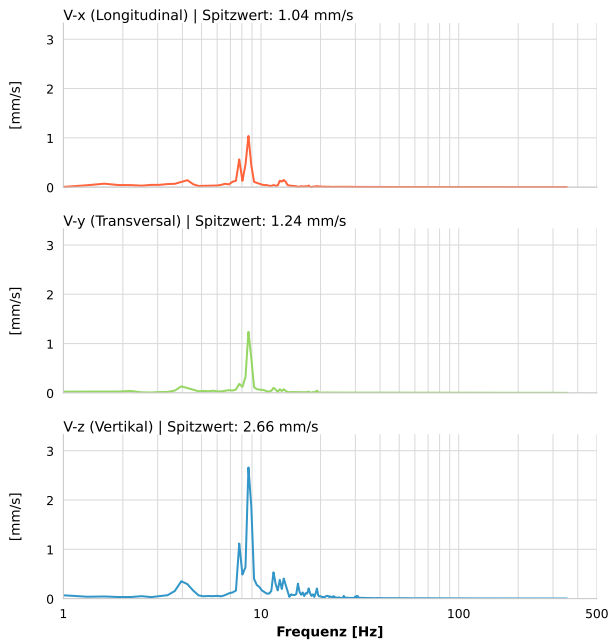 V-x (Longitudinal) | Spitzwert: 1.04 mm/s
3
2
1
0
[mm/s]
V-y (Transversal) | Spitzwert: 1.24 mm/s
3
2
1
0
[mm/s]
V-z (Vertikal) | Spitzwert: 2.66 mm/s
3
2
1
0
[mm/s]
1 10 100 500
Frequenz [Hz]